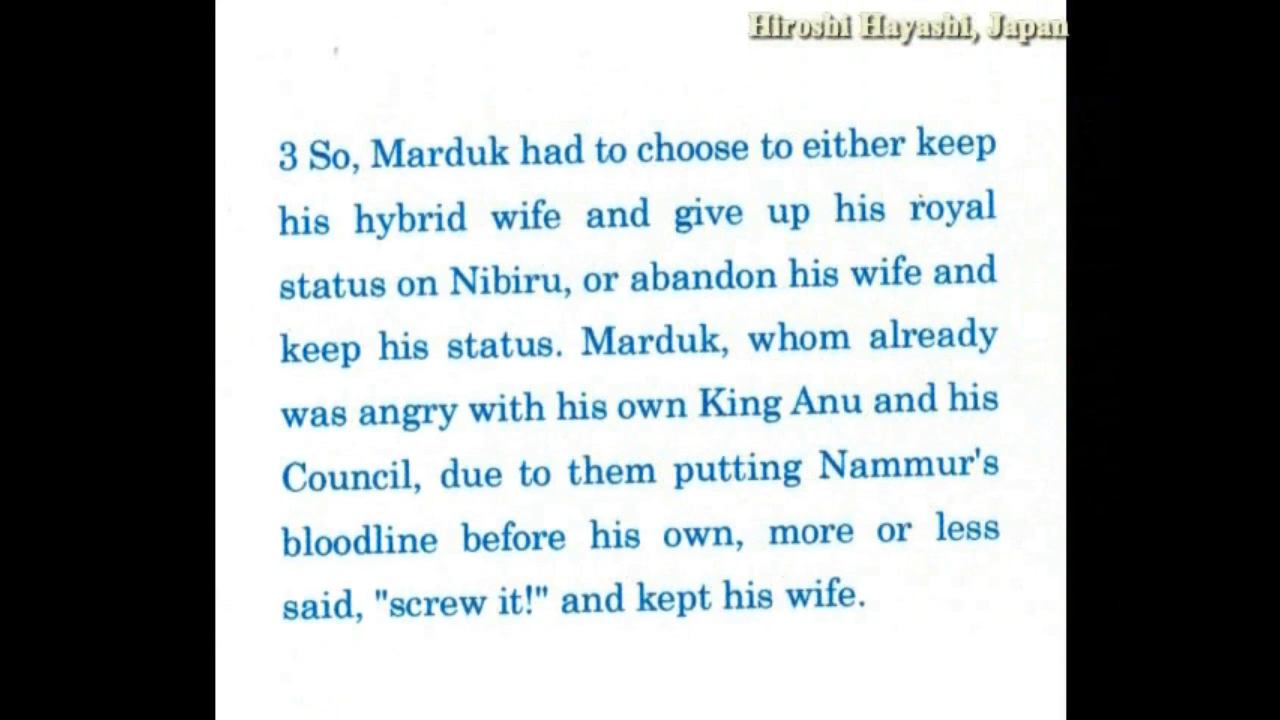 Hiroshi Hayashi, Japan
3 So, Marduk had to choose to either keep
his hybrid wife and give up his royal
status on Nibiru, or abandon his wife and
keep his status. Marduk, whom already
was angry with his own King Anu and his
Council, due to them putting Nammur's
bloodline before his own, more or less
said, "screw it!" and kept his wife.